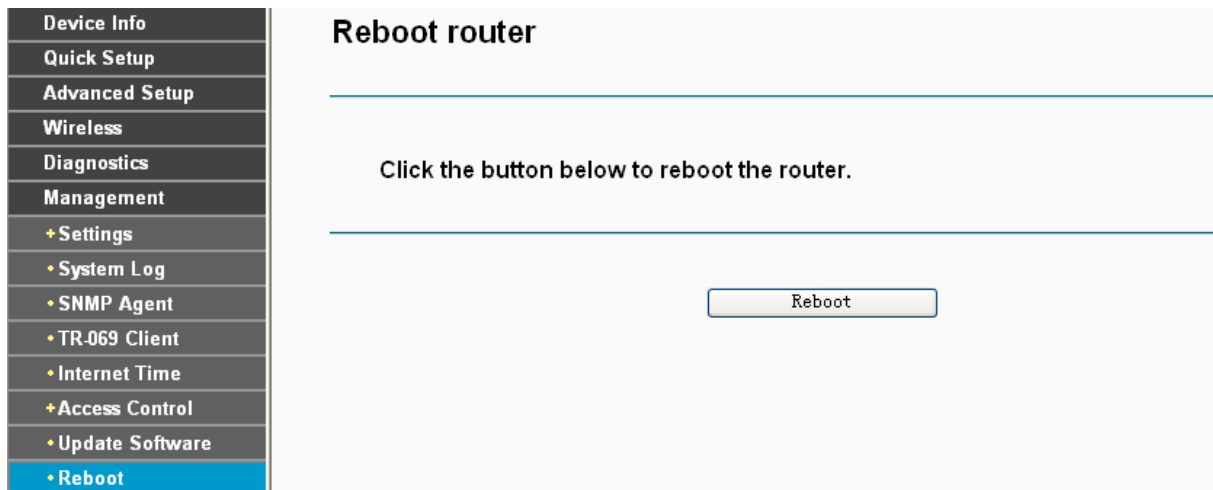 Device Info
Quick Setup
Advanced Setup
Wireless
Diagnostics
Management
+Settings
•System Log
•SNMP Agent
•TR-069 Client
•Internet Time
+Access Control
•Update Software
•Reboot
Reboot router
Click the button below to reboot the router.
Reboot